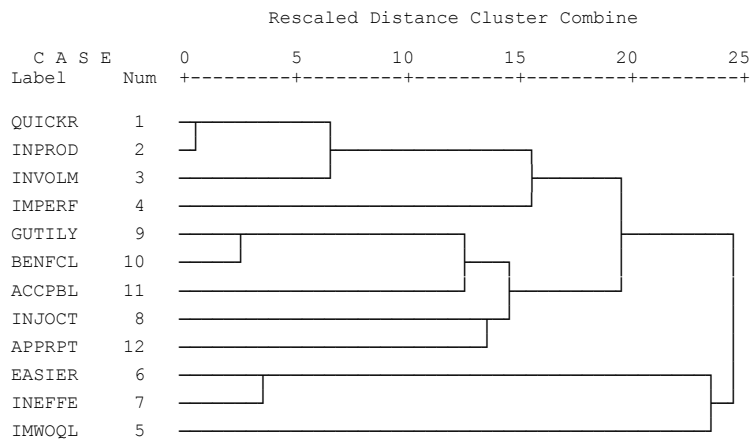 Rescaled Distance Cluster Combine
C A S E 0 5 10 15 20 25
Label Num +---------+---------+---------+---------+---------+
QUICKR 1
INPROD 2
INVOLM 3
IMPERF 4
GUTILY 9
BENFCL 10
ACCPBL 11
INJOCT 8
APPRPT 12
EASIER 6
INEFFE 7
IMWOQL 5